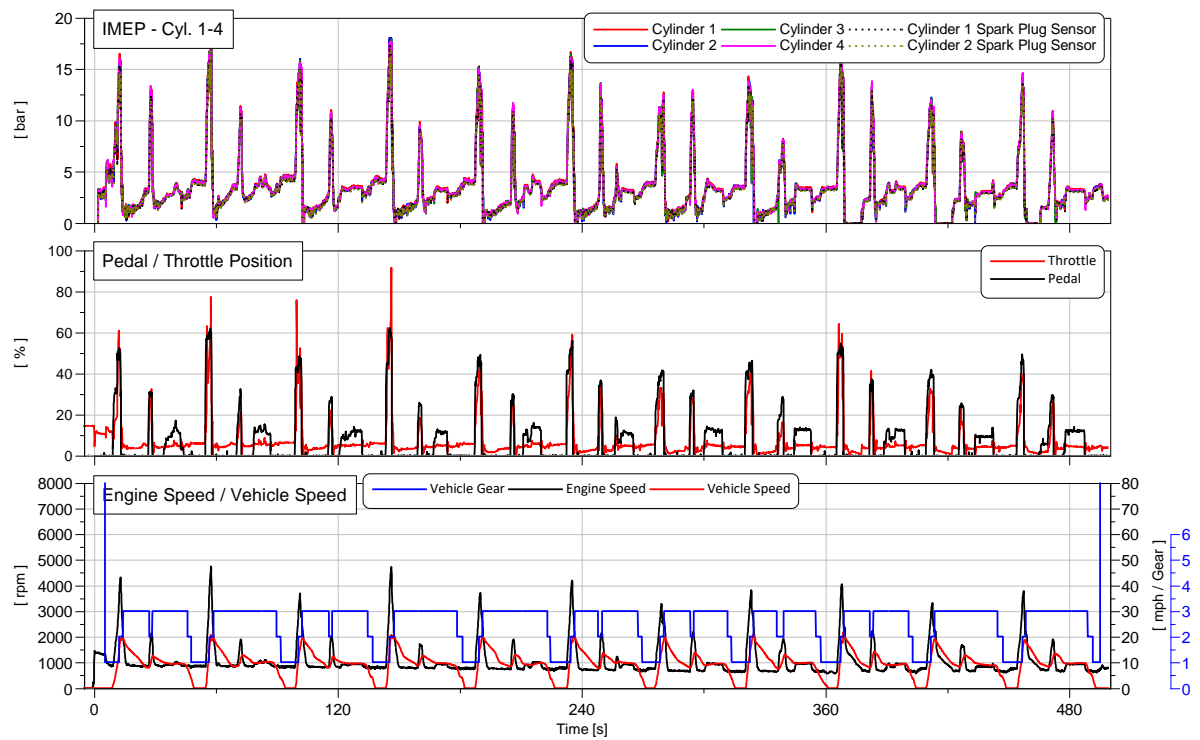 IMEP - Cyl. 1-4
Cylinder 1 Cylinder 3 Cylinder 1 Spark Plug Sensor
Cylinder 2 Cylinder 4 Cylinder 2 Spark Plug Sensor
20
15
10
5
0
[ bar ]
Pedal / Throttle Position
Throttle
Pedal
100
80
60
40
20
0
[ % ]
Engine Speed / Vehicle Speed
Vehicle Gear Engine Speed Vehicle Speed
8000
7000
6000
5000
4000
3000
2000
1000
0
[ rpm ]
80
70
60
50
40
30
20
10
0
[ mph / Gear ]
6
5
4
3
2
1
0
0 120 240 360 480
Time [s]